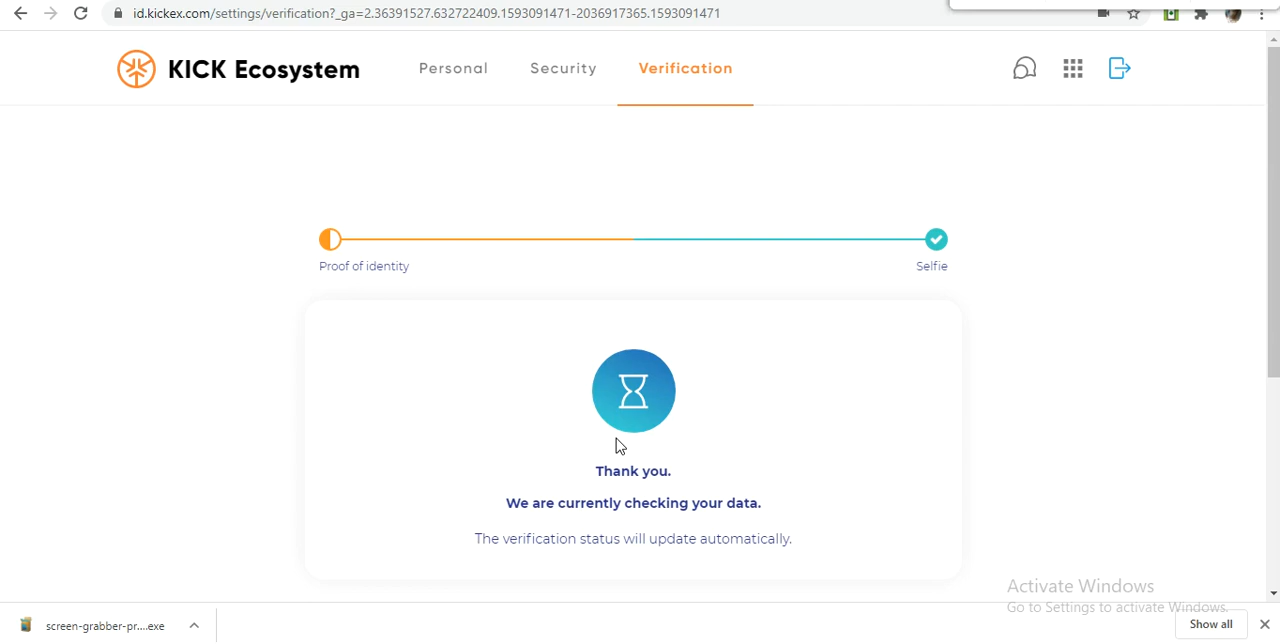 id.kickex.com/settings/verification?_ga=2.36391527.632722409.1593091471-2036917365.1593091471
KICK Ecosystem
Personal
Security
Verification
Proof of identity
Selfie
Thank you.
We are currently checking your data.
The verification status will update automatically.
Activate Windows
Go to Settings to activate Windows.
screen-grabber-pr....exe
Show all